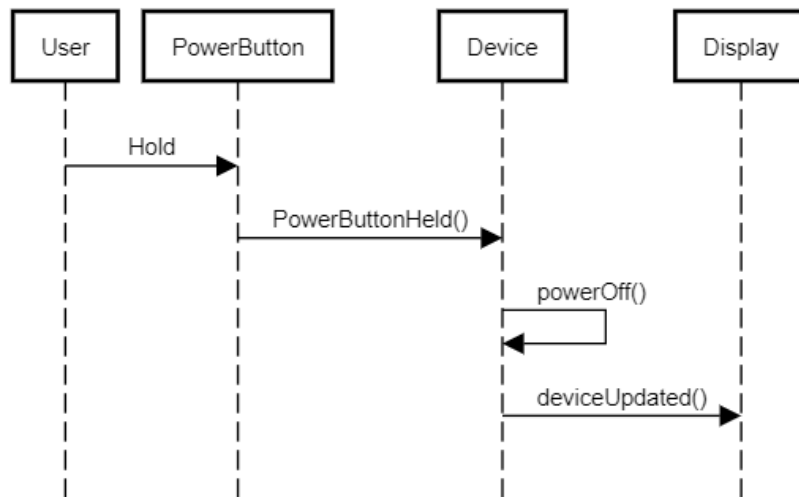 User
PowerButton
Device
Display
Hold
PowerButtonHeld()
powerOff()
deviceUpdated()